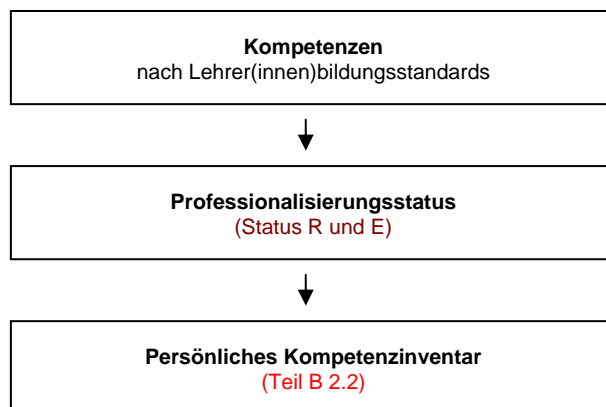 Kompetenzen
nach Lehrer(innen)bildungsstandards
Professionalisierungsstatus
(Status R und E)
Persönliches Kompetenzinventar
(Teil B 2.2)